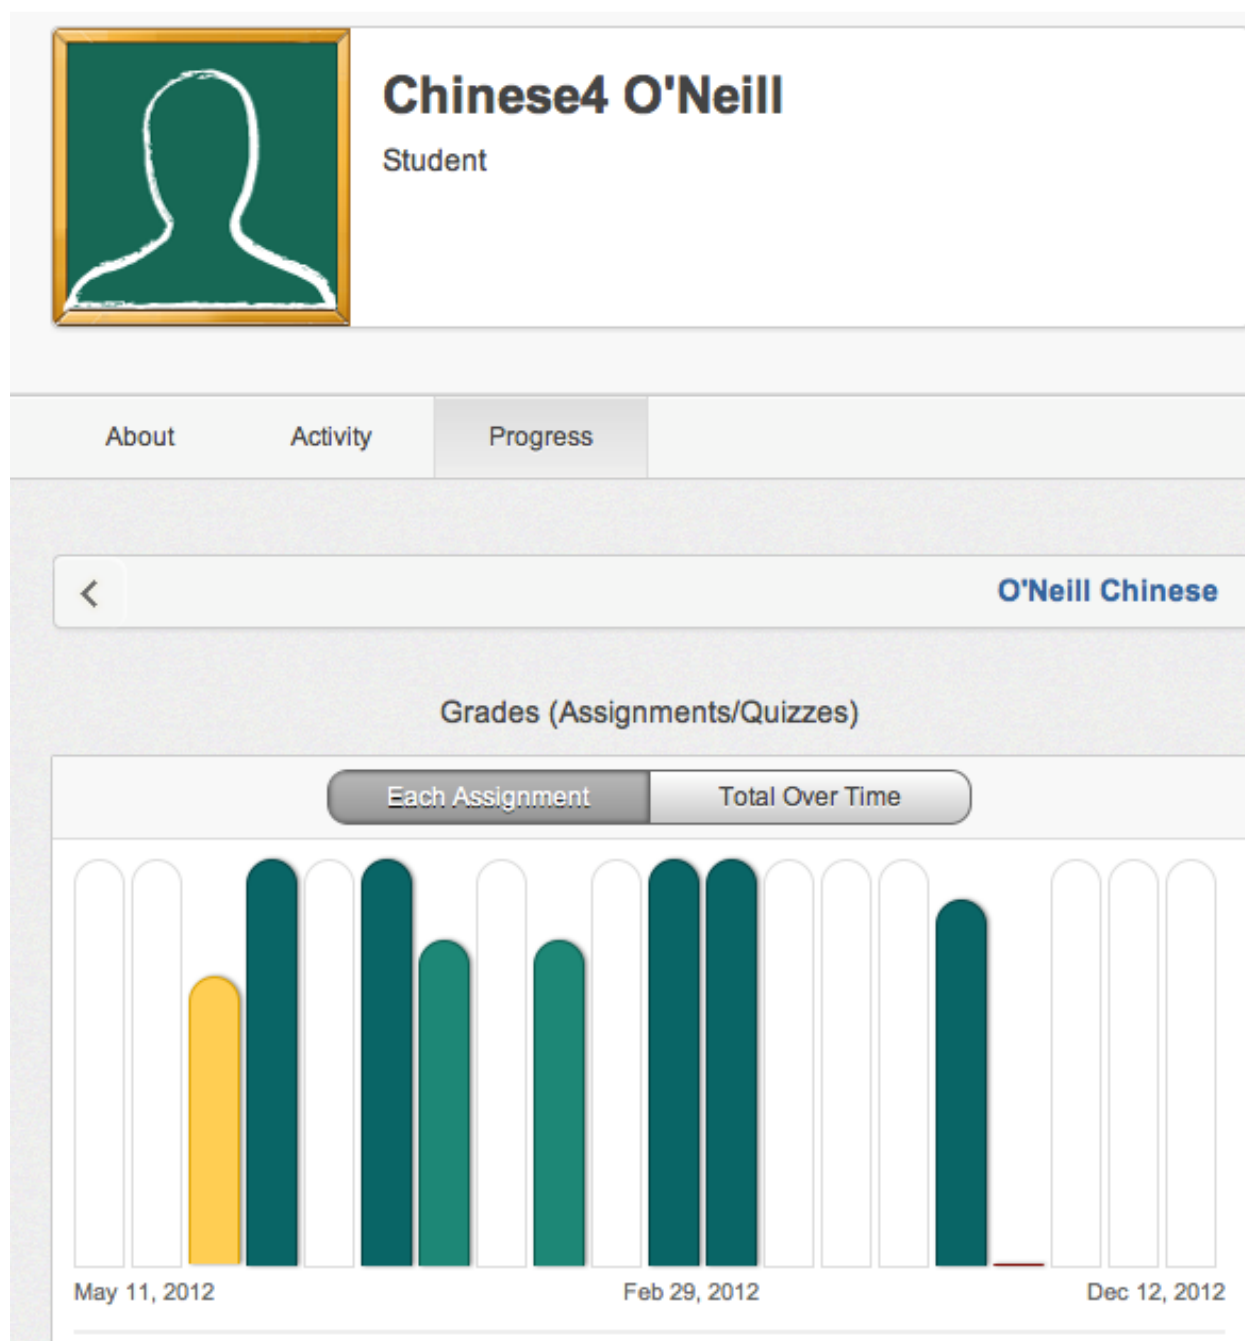 Chinese4 O'Neill
Student
About Activity Progress
O'Neill Chinese
Grades (Assignments/Quizzes)
Each Assignment Total Over Time
May 11, 2012 Feb 29, 2012 Dec 12, 2012